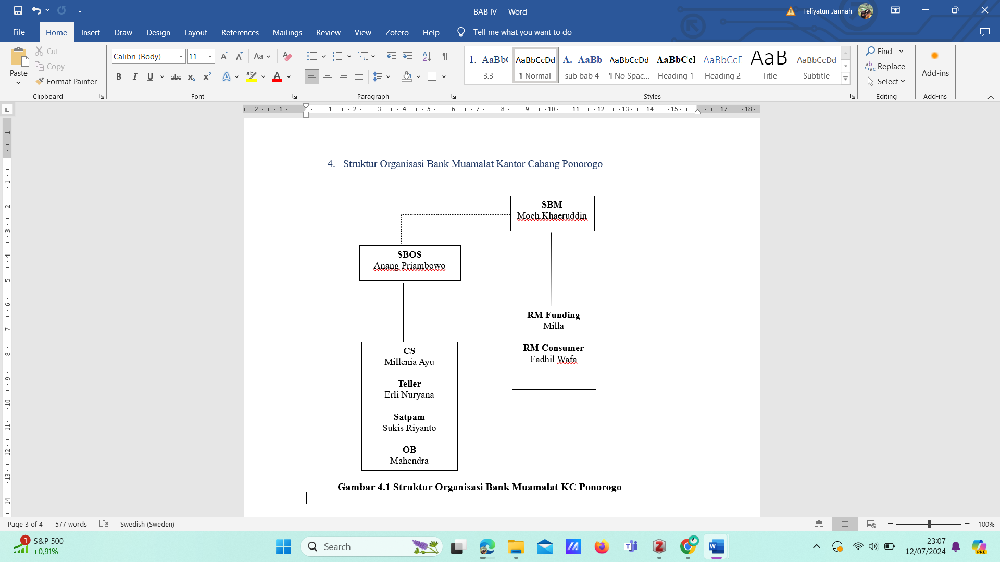 BAB IV - Word
Feliyatun Jannah
File
Home
Insert
Draw
Design
Layout
References
Mailings
Review
View
Zotero
Help
Tell me what you want to do
Paste
Cut
Copy
Format Painter
Clipboard
Calibri (Body)
11
Font
Paragraph
1. AaBbC
3.3
AaBbCcDd
¶ Normal
A. AaBb
sub bab 4
AaBbCcDd
¶ No Spac...
AaBbCcI
Heading 1
AaBbCcD
Heading 2
AaB
Title
AaBbCcDd
Subtitle
Styles
Find
Replace
Select
Editing
Add-ins
Add-ins
4. Struktur Organisasi Bank Muamalat Kantor Cabang Ponorogo
SBM
Moch.Khaeruddin
SBOS
Anang Priambowo
RM Funding
Milla
RM Consumer
Fadhil Wafa
CS
Millenia Ayu
Teller
Erli Nuryana
Satpam
Sukis Riyanto
OB
Mahendra
Gambar 4.1 Struktur Organisasi Bank Muamalat KC Ponorogo
Page 3 of 4
577 words
Swedish (Sweden)
100%
1
S&P 500
+0,91%
Search
23:07
12/07/2024
PRE